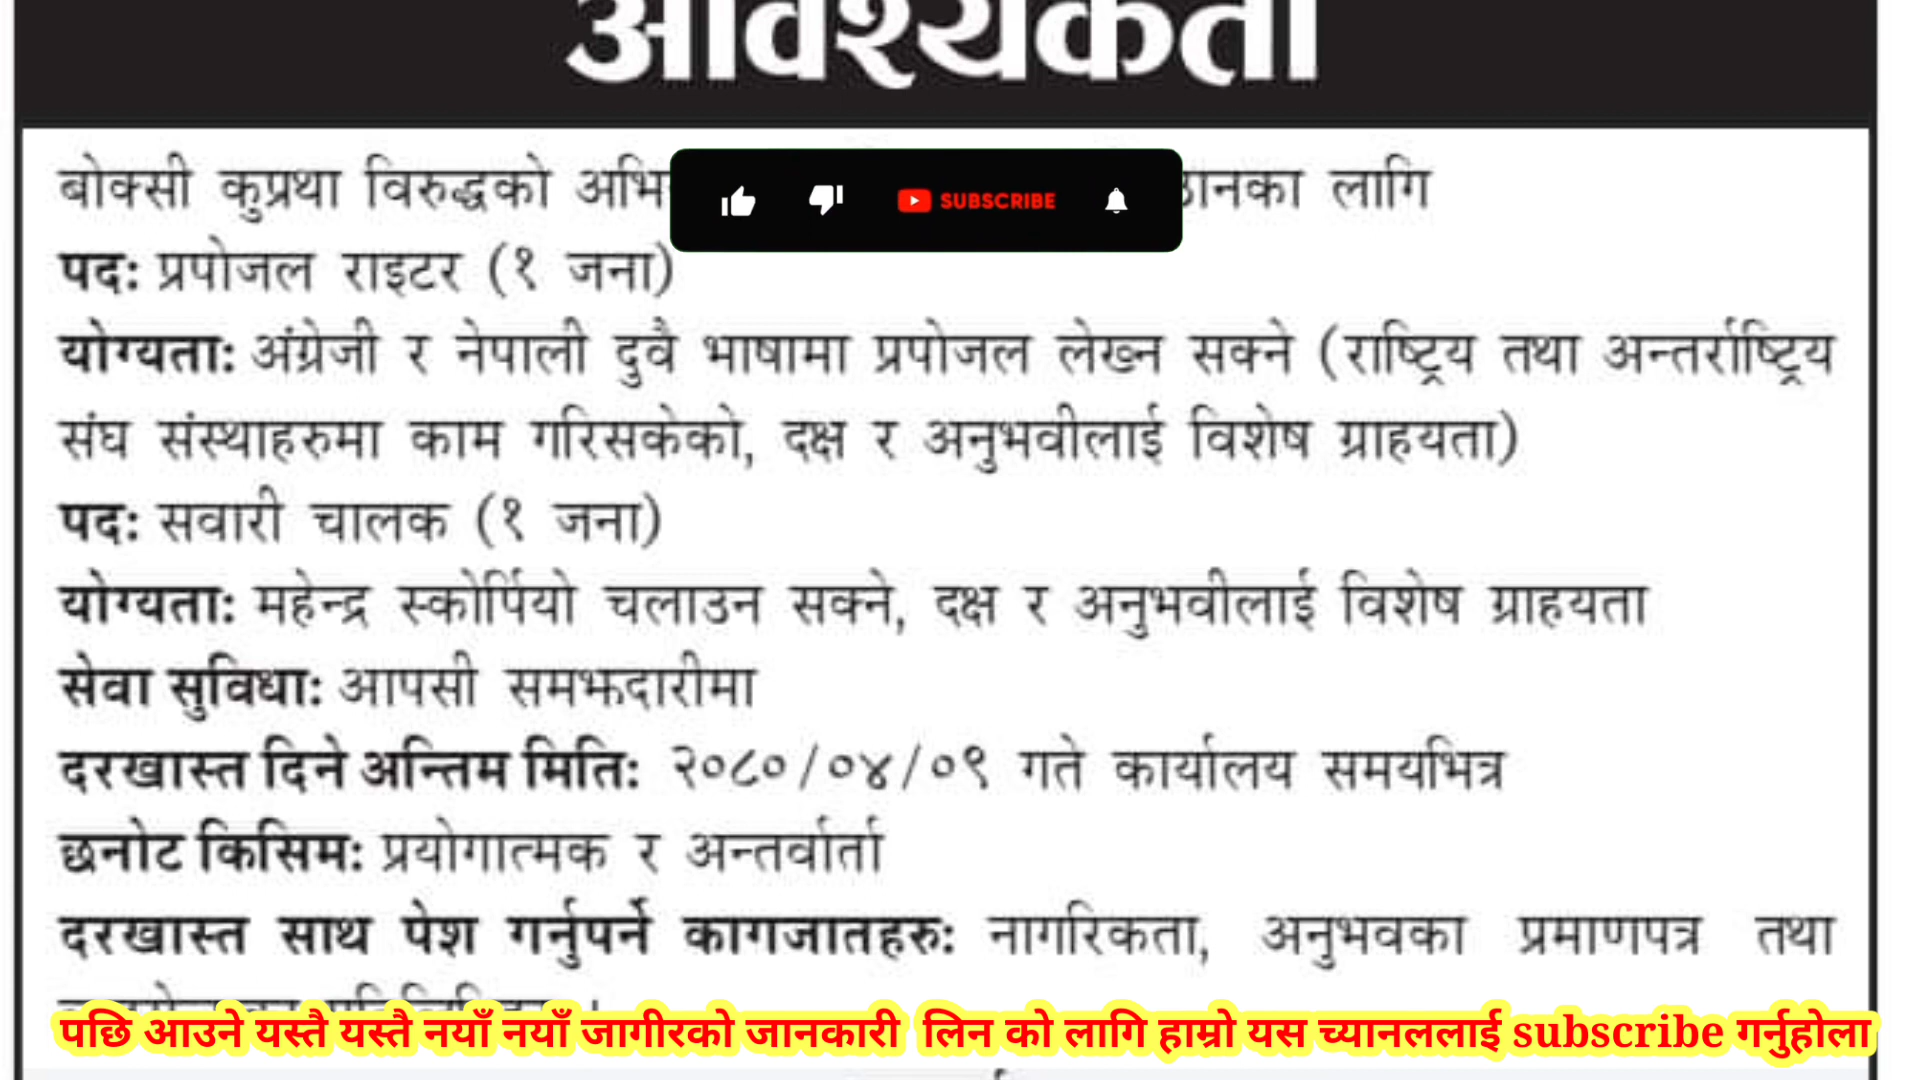 आवश्यकता
बोक्सी कुप्रथा विरुद्धको लागि
SUBSCRIBE
पद: प्रपोजल राइटर (१ जना)
योग्यता: अंग्रेजी र नेपाली दुवै भाषामा प्रपोजल लेख्न सक्ने (राष्ट्रिय तथा अन्तर्राष्ट्रिय
संघ संस्थाहरुमा काम गरिसकेको, दक्ष र अनुभवीलाई विशेष ग्राहयता)
पद: सवारी चालक (१ जना)
योग्यता: महेन्द्र स्कोर्पियो चलाउन सक्ने, दक्ष र अनुभवीलाई विशेष ग्राहयता
सेवा सुविधा: आपसी समझदारीमा
दरखास्त दिने अन्तिम मिति: २०८०/०४/०९ गते कार्यालय समयभित्र
छनोट किसिम: प्रयोगात्मक र अन्तर्वार्ता
दरखास्त साथ पेश गर्नुपर्ने कागजातहरु: नागरिकता, अनुभवका प्रमाणपत्र तथा
पछि आउने यस्तै यस्तै नयाँ नयाँ जागीरको जानकारी लिन को लागि हाम्रो यस च्यानललाई subscribe गर्नुहोला